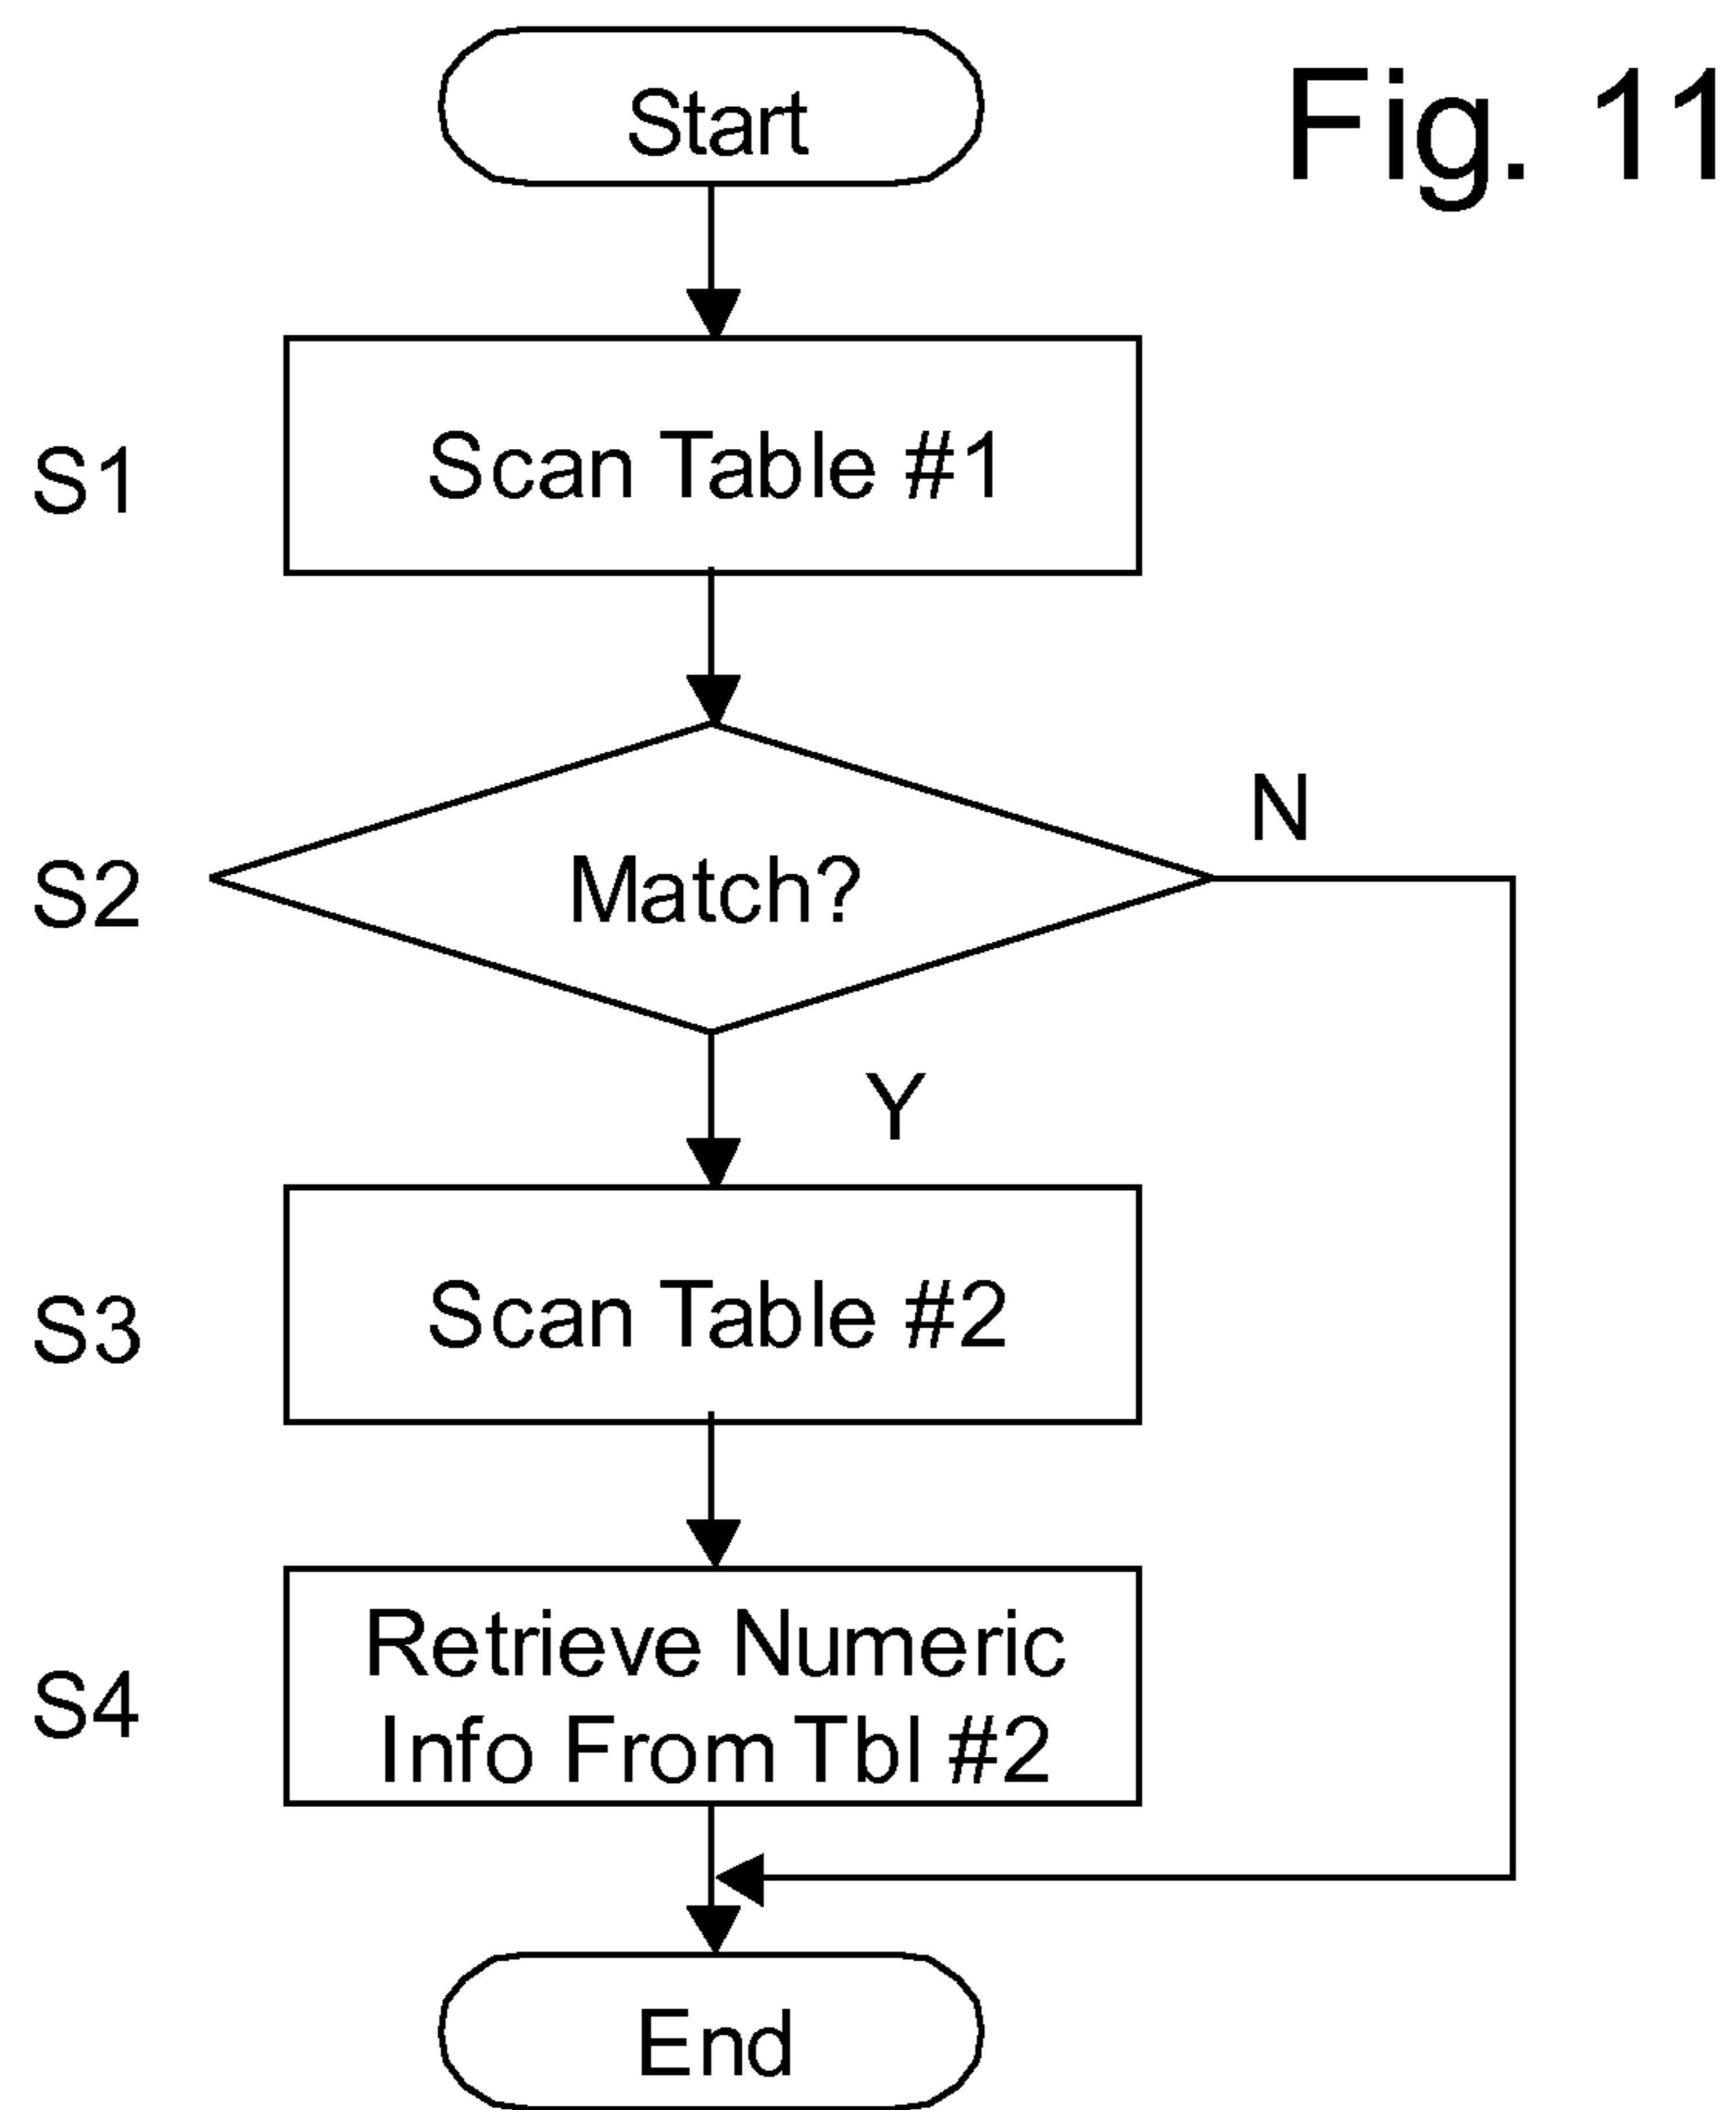 Start
Fig. 11
S1
Scan Table #1
N
S2
Match?
Y
S3
Scan Table #2
S4
Retrieve Numeric
Info From Tbl #2
End